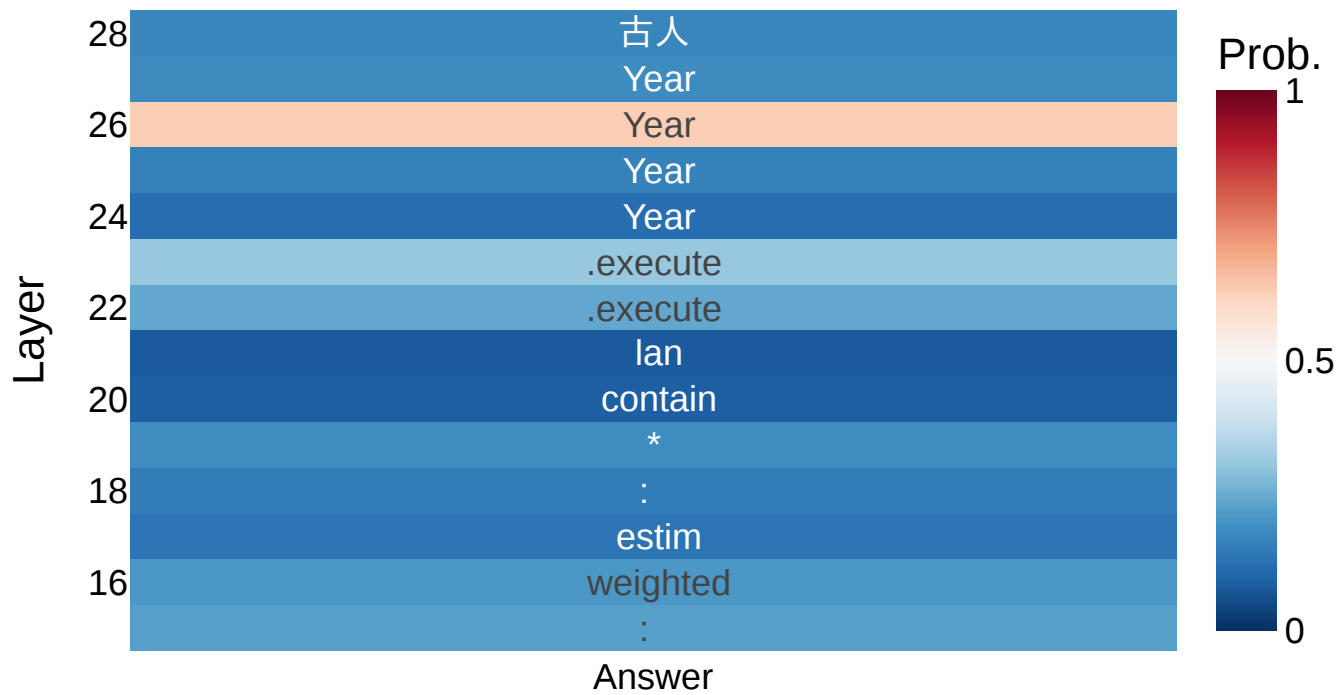 28 古人
Year
26 Year
Year
24 Year
.execute
22 .execute
lan
20 contain
*
18 :
estim
16 weighted
:
Layer
Answer
Prob.
1
0.5
0